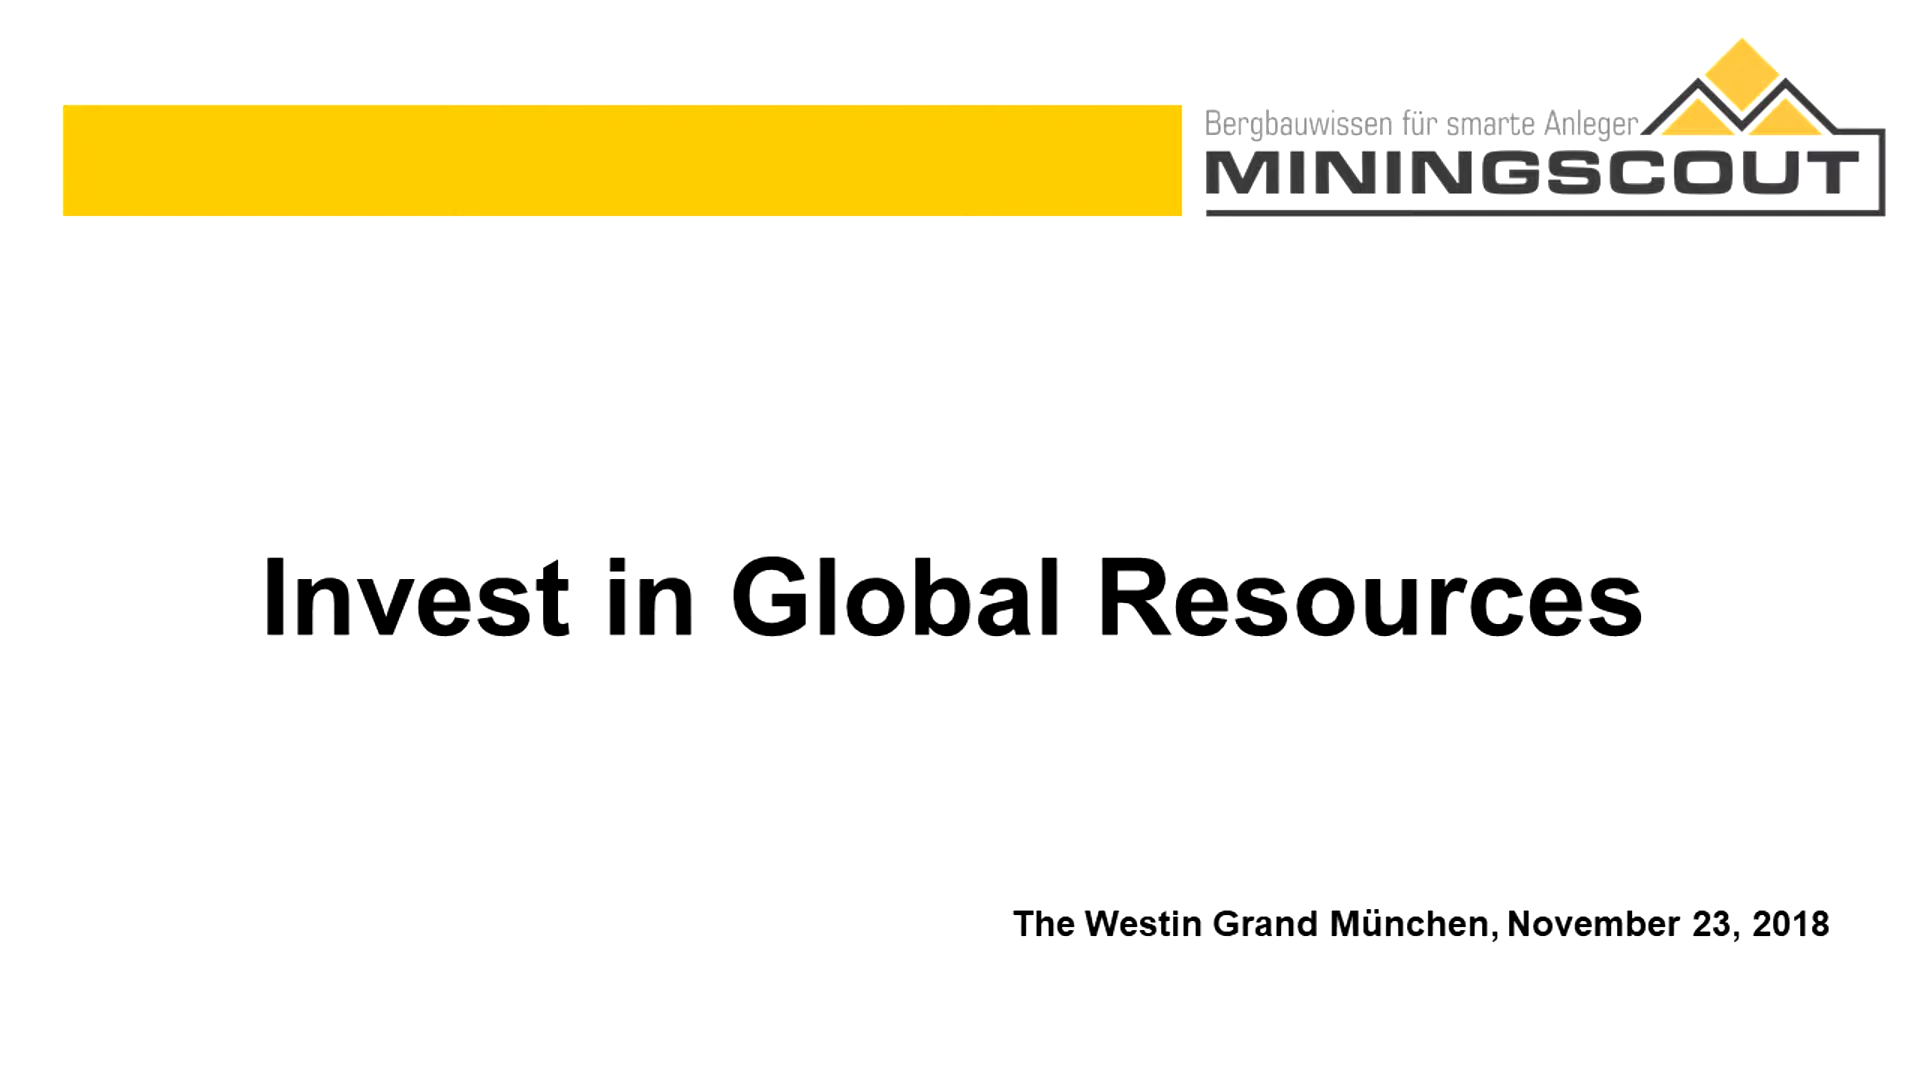 Bergbauwissen für smarte Anleger
MININGSCOUT
Invest in Global Resources
The Westin Grand München, November 23, 2018